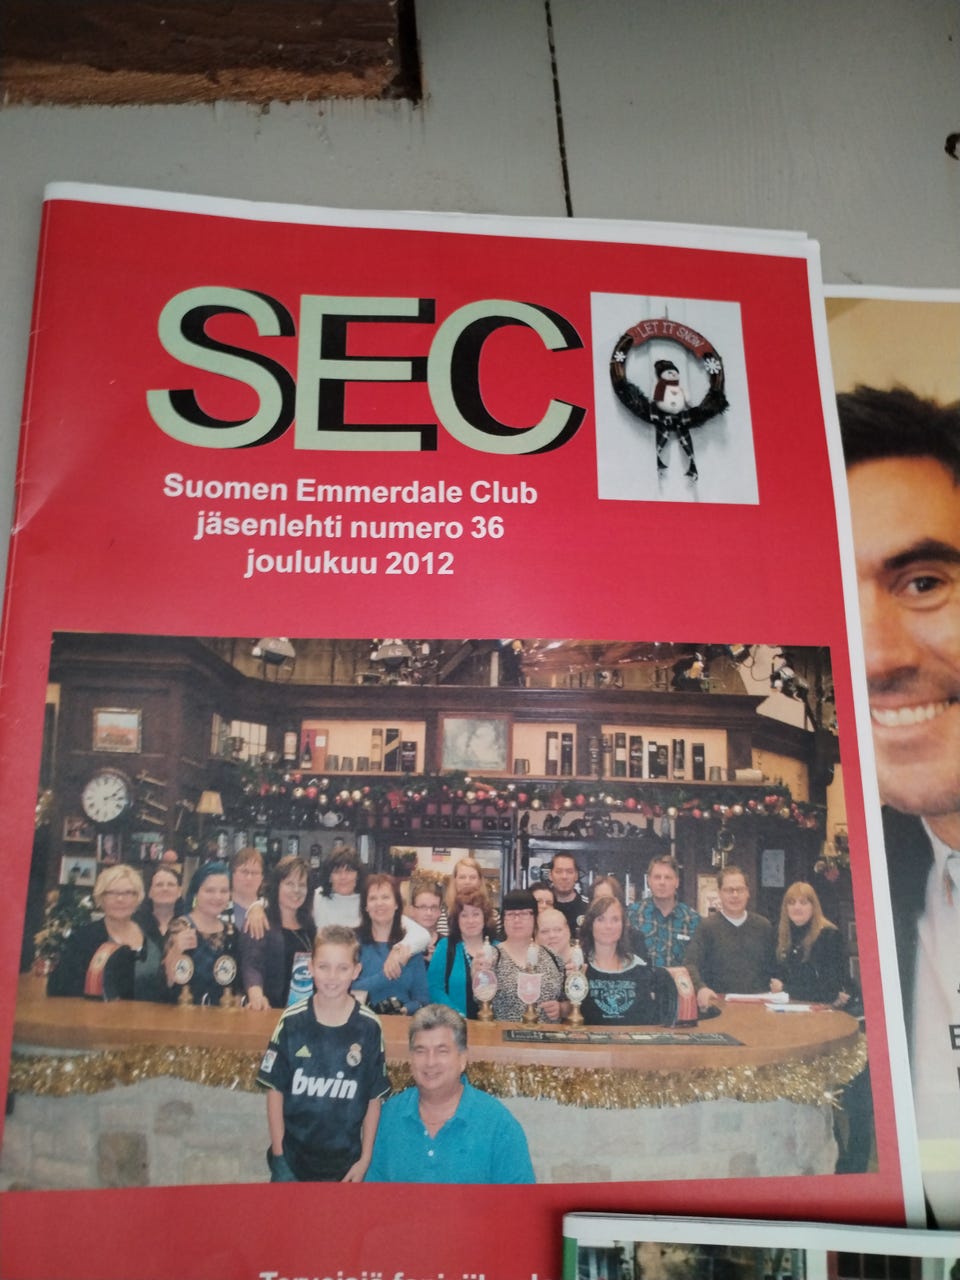 SEC
LET IT SNOW
Suomen Emmerdale Club
jäsenlehti numero 36
joulukuu 2012
bwin